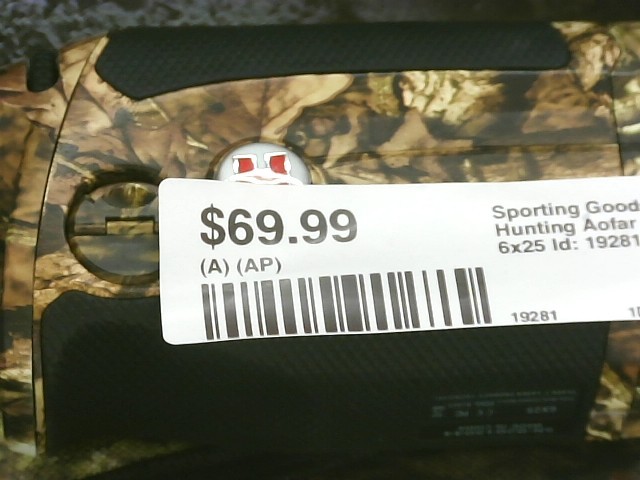 $69.99
(A) (AP)
Sporting Good
Hunting Aofar
6x25 Id: 19281
19281